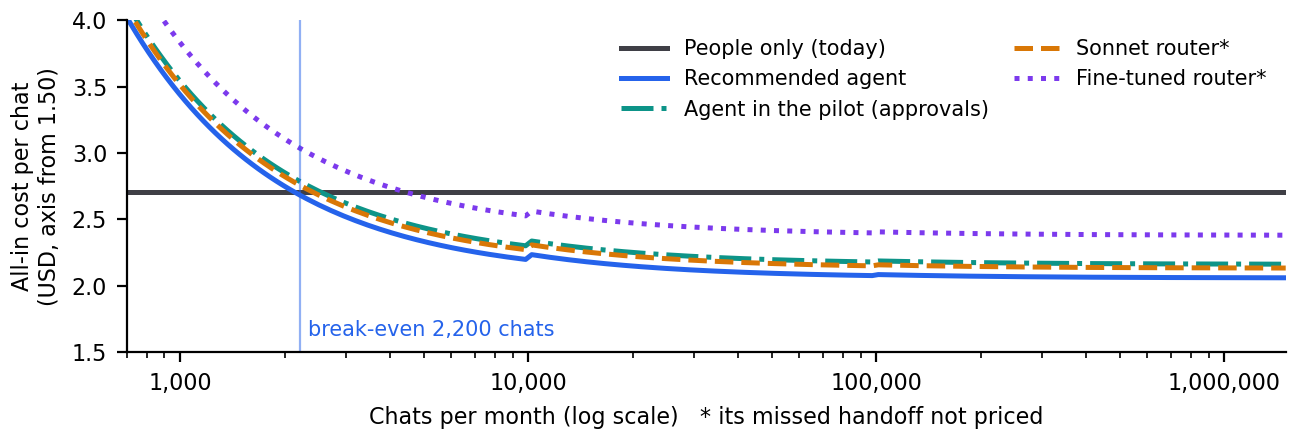 All-in cost per chat
(USD, axis from 1.50)
4.0
3.5
3.0
2.5
2.0
1.5
People only (today)
Recommended agent
Agent in the pilot (approvals)
Sonnet router*
Fine-tuned router*
break-even 2,200 chats
1,000
10,000
100,000
1,000,000
Chats per month (log scale)   * its missed handoff not priced